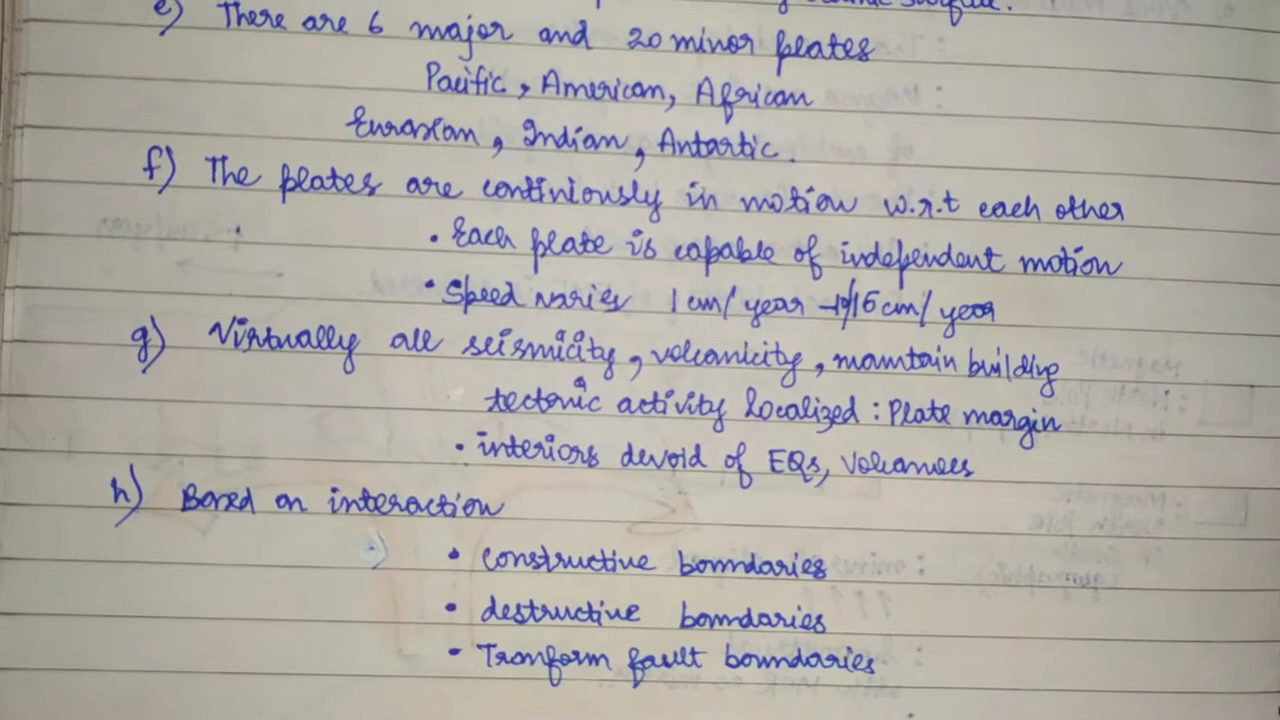 e) There are 6 major and 20 minor plates
Pacific, American, African
Eurasian, Indian, Antartic.
f) The plates are continiously in motion w.r.t each other
• Each plate is capable of independent motion
• Speed varies 1 cm/year - 16 cm/year
g) Virtually all seismicity, volcanicity, mountain building
tectonic activity localized : Plate margin
• interiors devoid of EQs, Volcanoes
h) Based on interaction
• constructive boundaries
• destructive boundaries
• Tranform fault boundaries